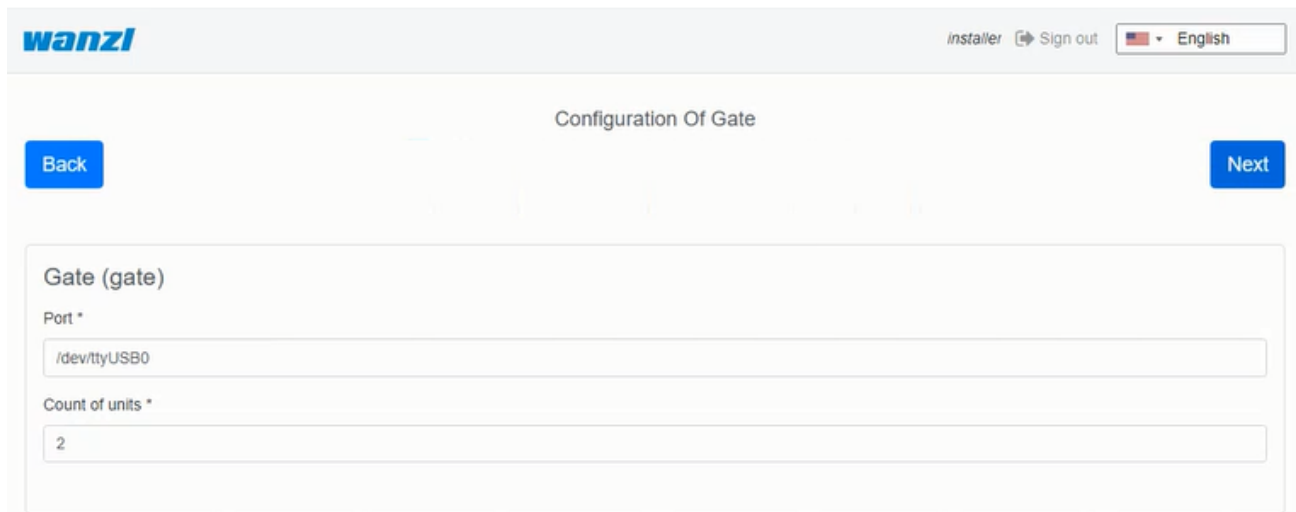 wanzl
installer Sign out English
Configuration Of Gate
Back Next
Gate (gate)
Port *
/dev/ttyUSB0
Count of units *
2